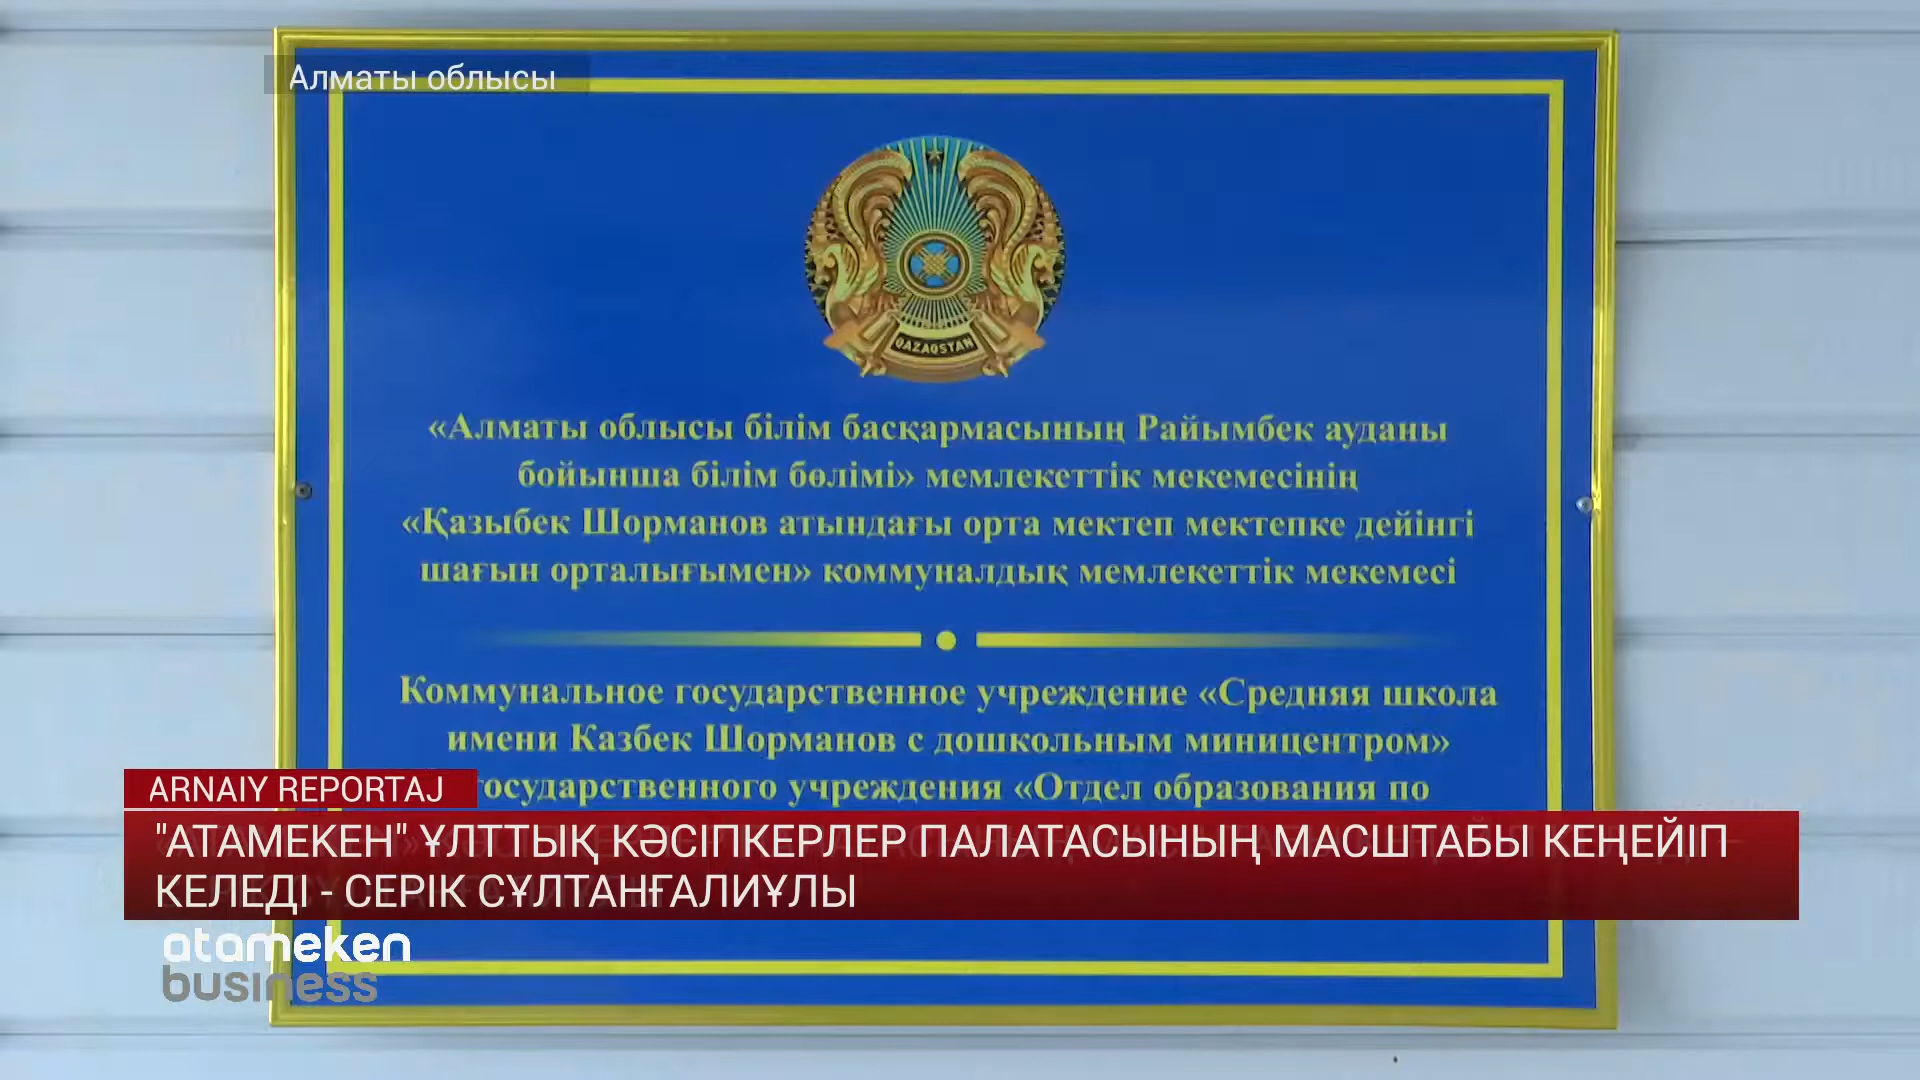 Алматы облысы
QAZAQSTAN
«Алматы облысы білім басқармасының Райымбек ауданы
бойынша білім бөлімі» мемлекеттік мекемесінің
«Қазыбек Шорманов атындағы орта мектеп мектепке дейінгі
шағын орталығымен» коммуналдық мемлекеттік мекемесі
Коммунальное государственное учреждение «Средняя школа
имени Казбек Шорманов с дошкольным миницентром»
государственного учреждения «Отдел образования по
ARNAIY REPORTAJ
"АТАМЕКЕН" ҰЛТТЫҚ КӘСІПКЕРЛЕР ПАЛАТАСЫНЫҢ МАСШТАБЫ КЕҢЕЙІП
КЕЛЕДІ - СЕРІК СҰЛТАНҒАЛИҰЛЫ
atameken
business